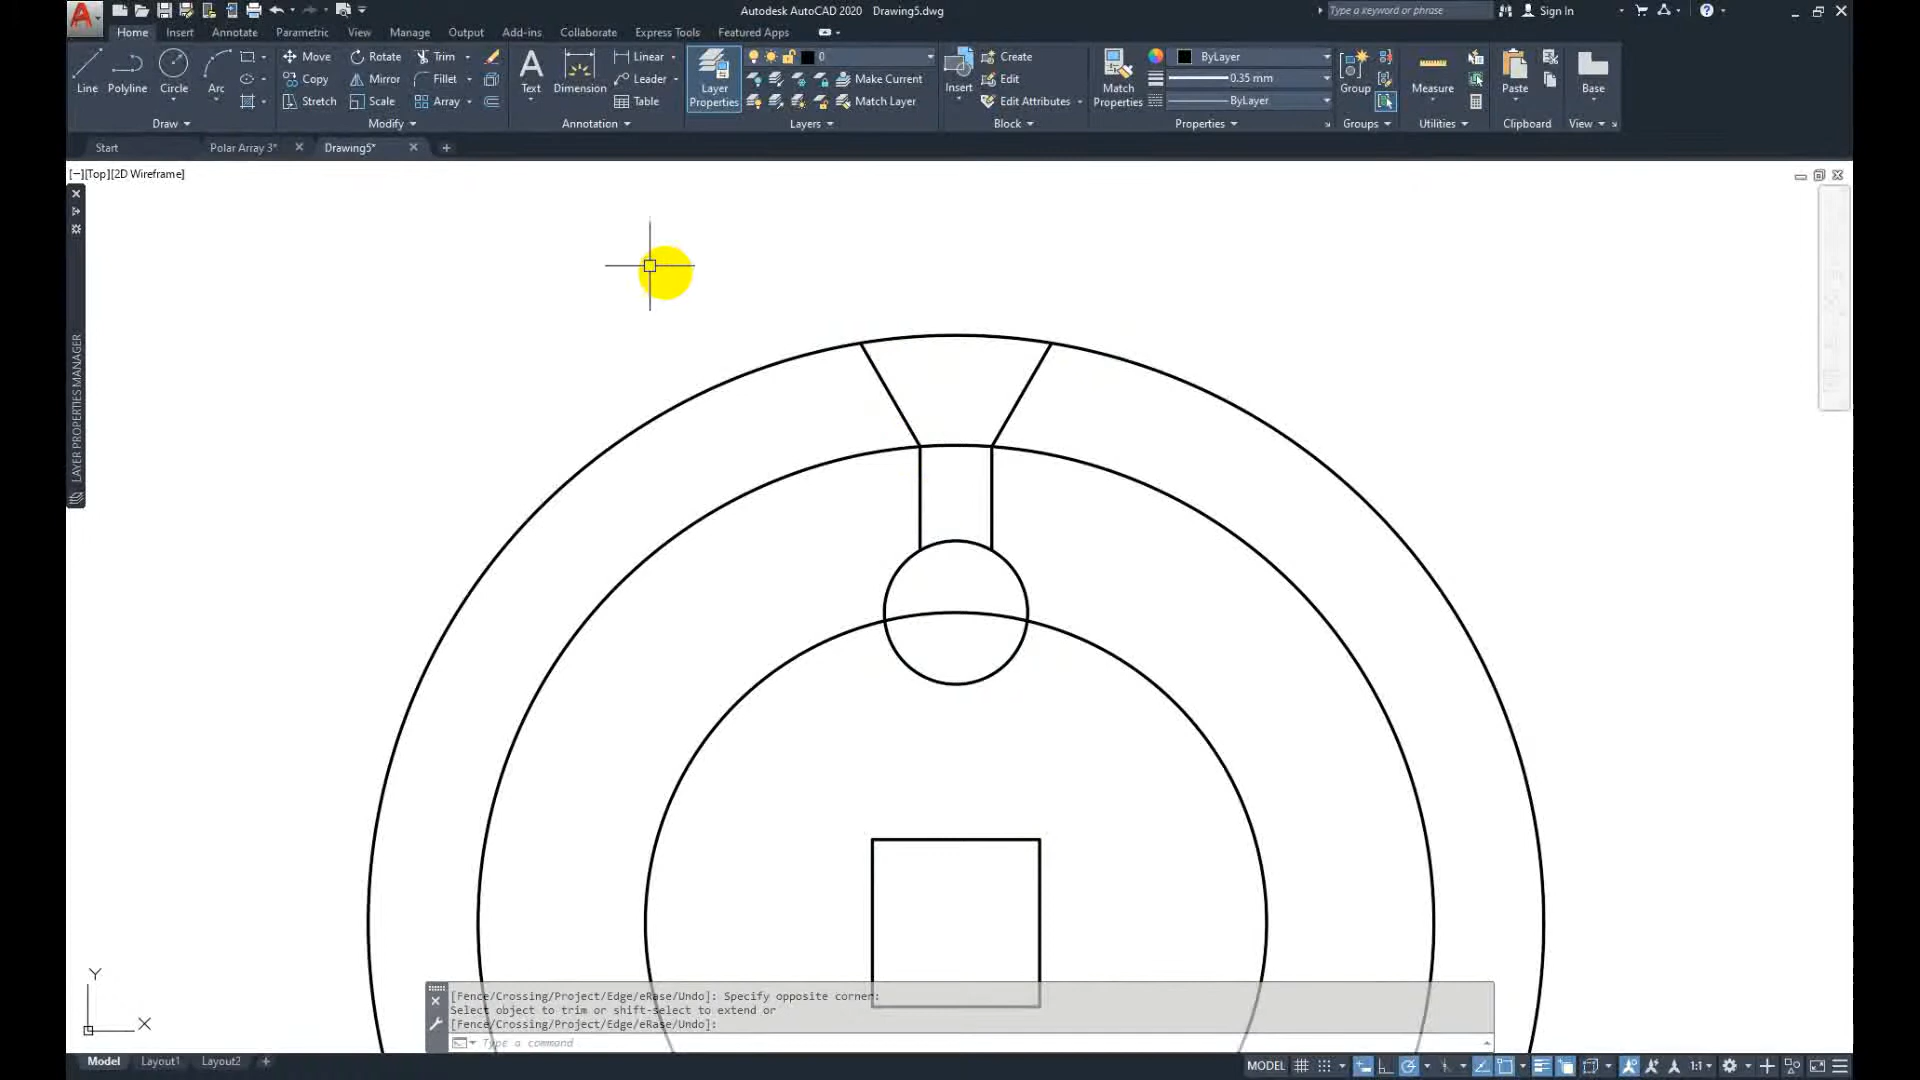 Autodesk AutoCAD 2020 Drawing5.dwg
Type a keyword or phrase
Sign In
Home Insert Annotate Parametric View Manage Output Add-ins Collaborate Express Tools Featured Apps
Line Polyline Circle Arc
Move Rotate Trim
Copy Mirror Fillet
Stretch Scale Array
Text Dimension
Linear
Leader
Table
Layer Properties
0
Make Current
Match Layer
Insert
Create
Edit
Edit Attributes
Match Properties
ByLayer
0.35 mm
ByLayer
Group
Measure
Paste
Base
Draw Modify Annotation Layers Block Properties Groups Utilities Clipboard View
Start Polar Array 3* Drawing5*
[−][Top][2D Wireframe]
LAYER PROPERTIES MANAGER
Y
X
[Fence/Crossing/Project/Edge/eRase/Undo]: Specify opposite corner:
Select object to trim or shift-select to extend or
[Fence/Crossing/Project/Edge/eRase/Undo]:
Type a command
Model Layout1 Layout2
MODEL 1:1